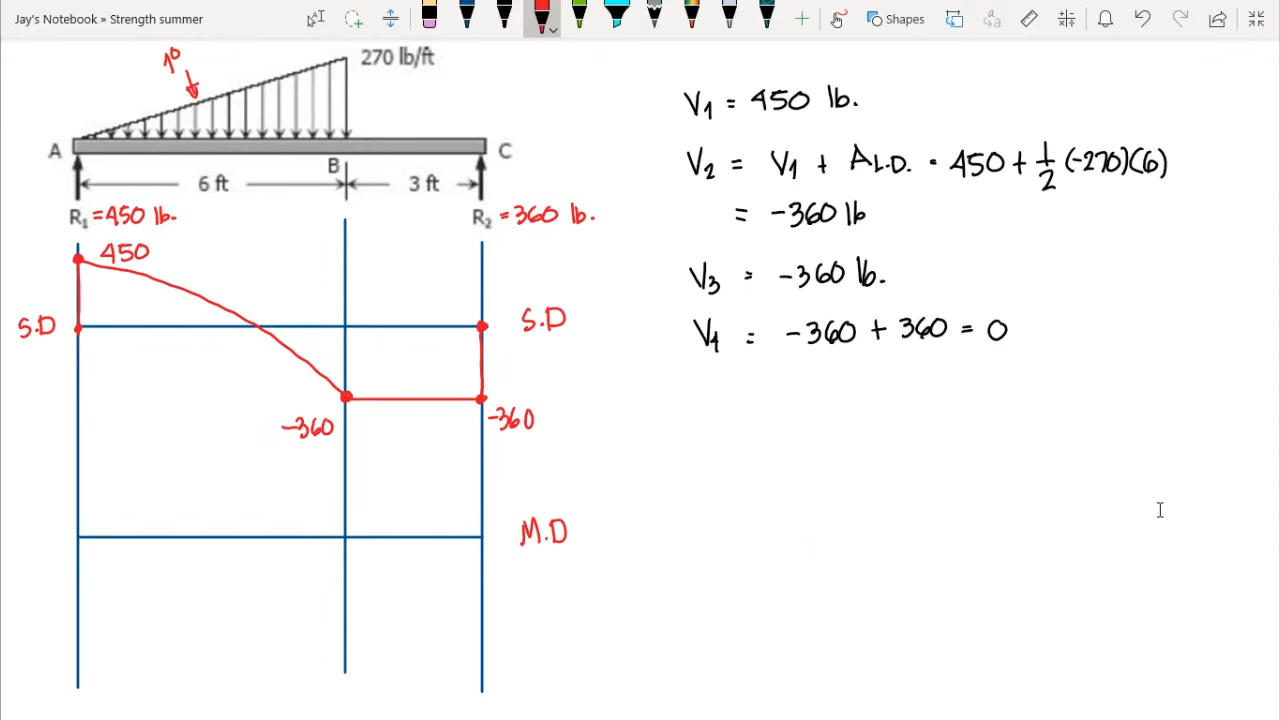 Jay's Notebook » Strength summer
Shapes
1°
270 lb/ft
A
B
C
6 ft
3 ft
R₁ = 450 lb.
R₂ = 360 lb.
450
S.D
S.D
-360
-360
M.D
V₁ = 450 lb.
V₂ = V₁ + A L.D. = 450 + 1/2 (-270)(6)
= -360 lb
V₃ = -360 lb.
V₄ = -360 + 360 = 0